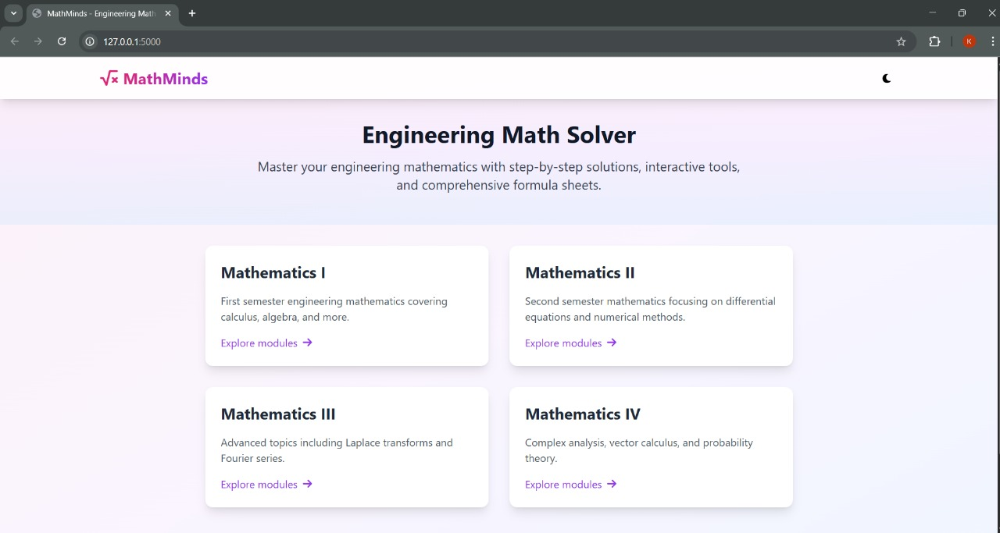 MathMinds - Engineering Math
127.0.0.1:5000
K
MathMinds
Engineering Math Solver
Master your engineering mathematics with step-by-step solutions, interactive tools,
and comprehensive formula sheets.
Mathematics I
First semester engineering mathematics covering
calculus, algebra, and more.
Explore modules
Mathematics II
Second semester mathematics focusing on differential
equations and numerical methods.
Explore modules
Mathematics III
Advanced topics including Laplace transforms and
Fourier series.
Explore modules
Mathematics IV
Complex analysis, vector calculus, and probability
theory.
Explore modules